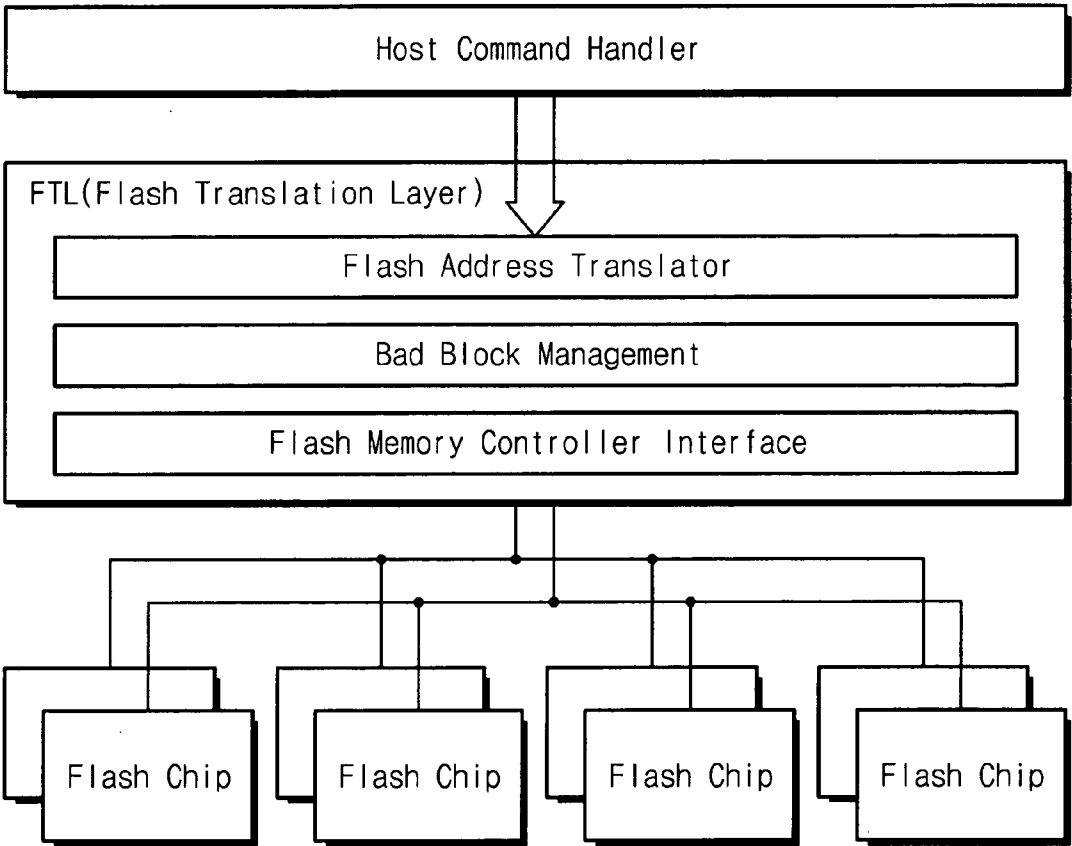 Host Command Handler
FTL(Flash Translation Layer)
Flash Address Translator
Bad Block Management
Flash Memory Controller Interface
Flash Chip
Flash Chip
Flash Chip
Flash Chip